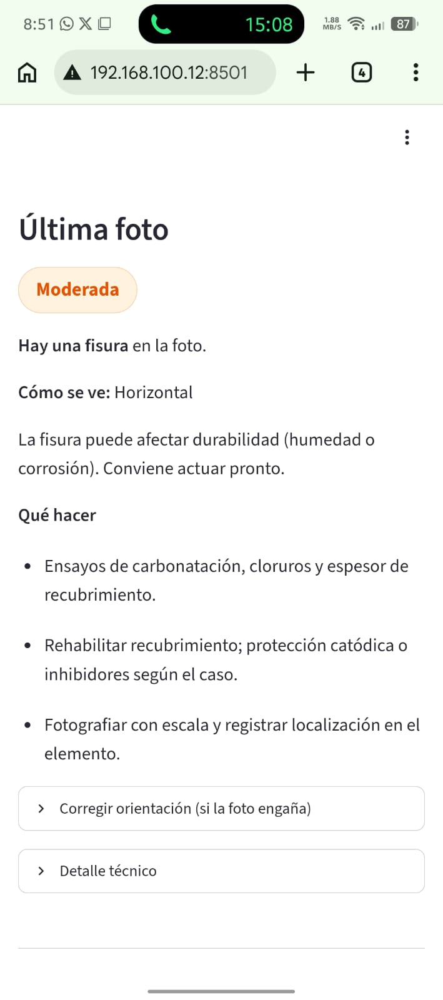 8:51
15:08
1.88
MB/S
87
192.168.100.12:8501
4
Última foto
Moderada
Hay una fisura en la foto.
Cómo se ve: Horizontal
La fisura puede afectar durabilidad (humedad o
corrosión). Conviene actuar pronto.
Qué hacer
Ensayos de carbonatación, cloruros y espesor de
recubrimiento.
Rehabilitar recubrimiento; protección catódica o
inhibidores según el caso.
Fotografiar con escala y registrar localización en el
elemento.
Corregir orientación (si la foto engaña)
Detalle técnico